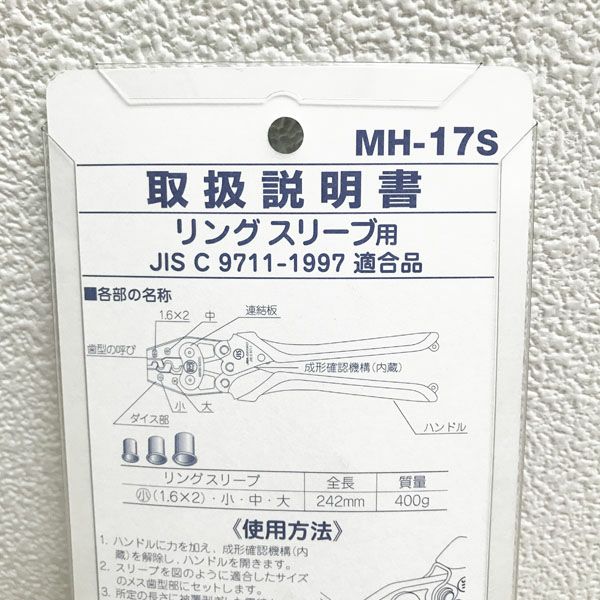 MH-17S
取扱説明書
リングスリーブ用
JIS C 9711-1997 適合品
■各部の名称
1.6×2 中 連結板
歯型の呼び
成形確認機構(内蔵)
小 大
ダイス部
ハンドル
リングスリーブ 全長 質量
㊙(1.6×2)・小・中・大 242mm 400g
《使用方法》
1. ハンドルに力を加え、成形確認機構(内
蔵)を解除し、ハンドルを開きます。
2. スリーブを図のように適合したサイズ
のメス歯型部にセットします。